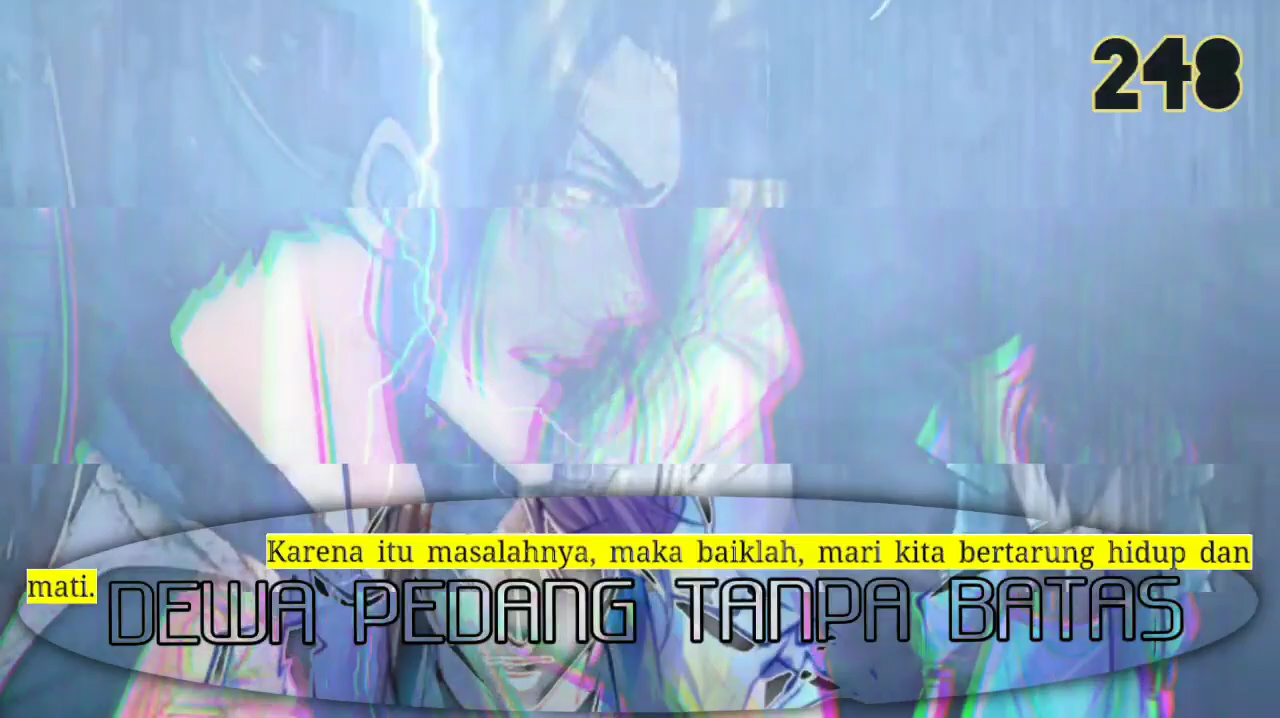 248
Karena itu masalahnya, maka baiklah, mari kita bertarung hidup dan
mati.
DEWA PEDANG TANPA BATAS